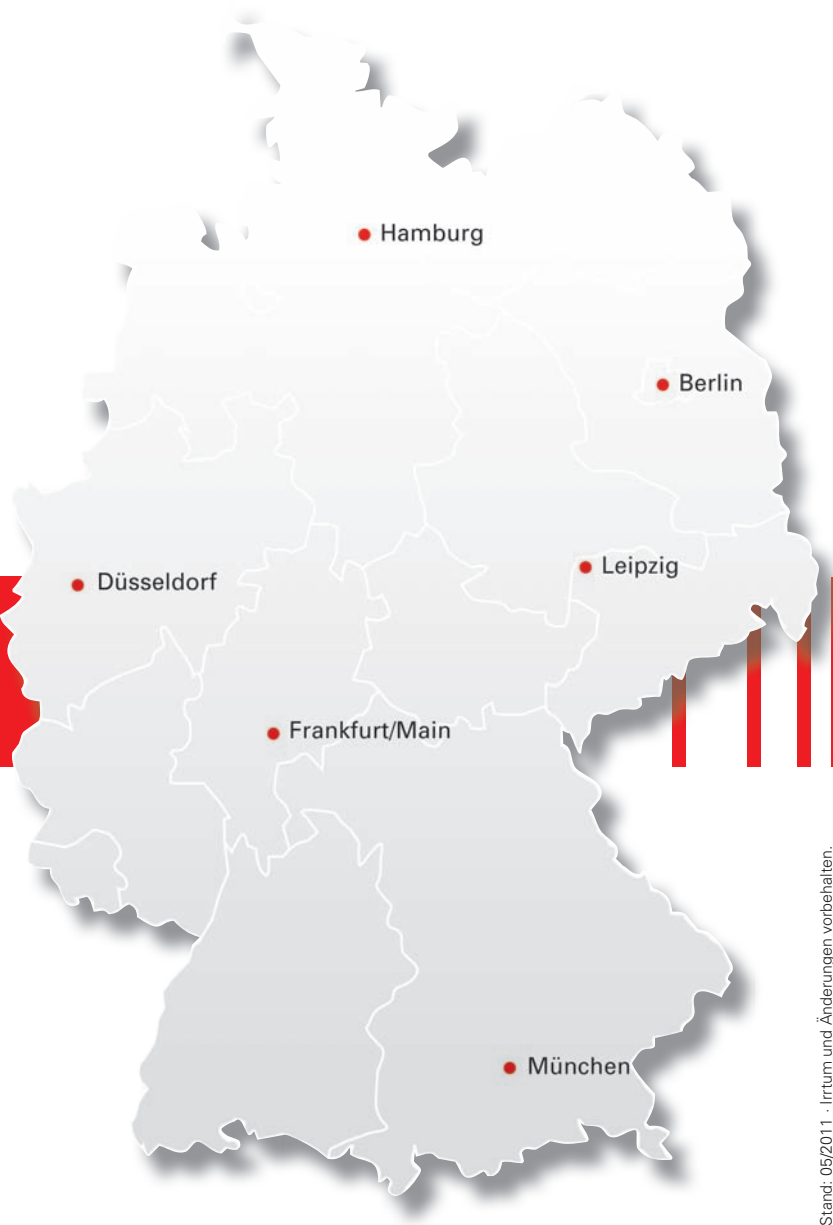 Hamburg
Berlin
Leipzig
Düsseldorf
Frankfurt/Main
München
Stand: 05/2011 · Irrtum und Änderungen vorbehalten.